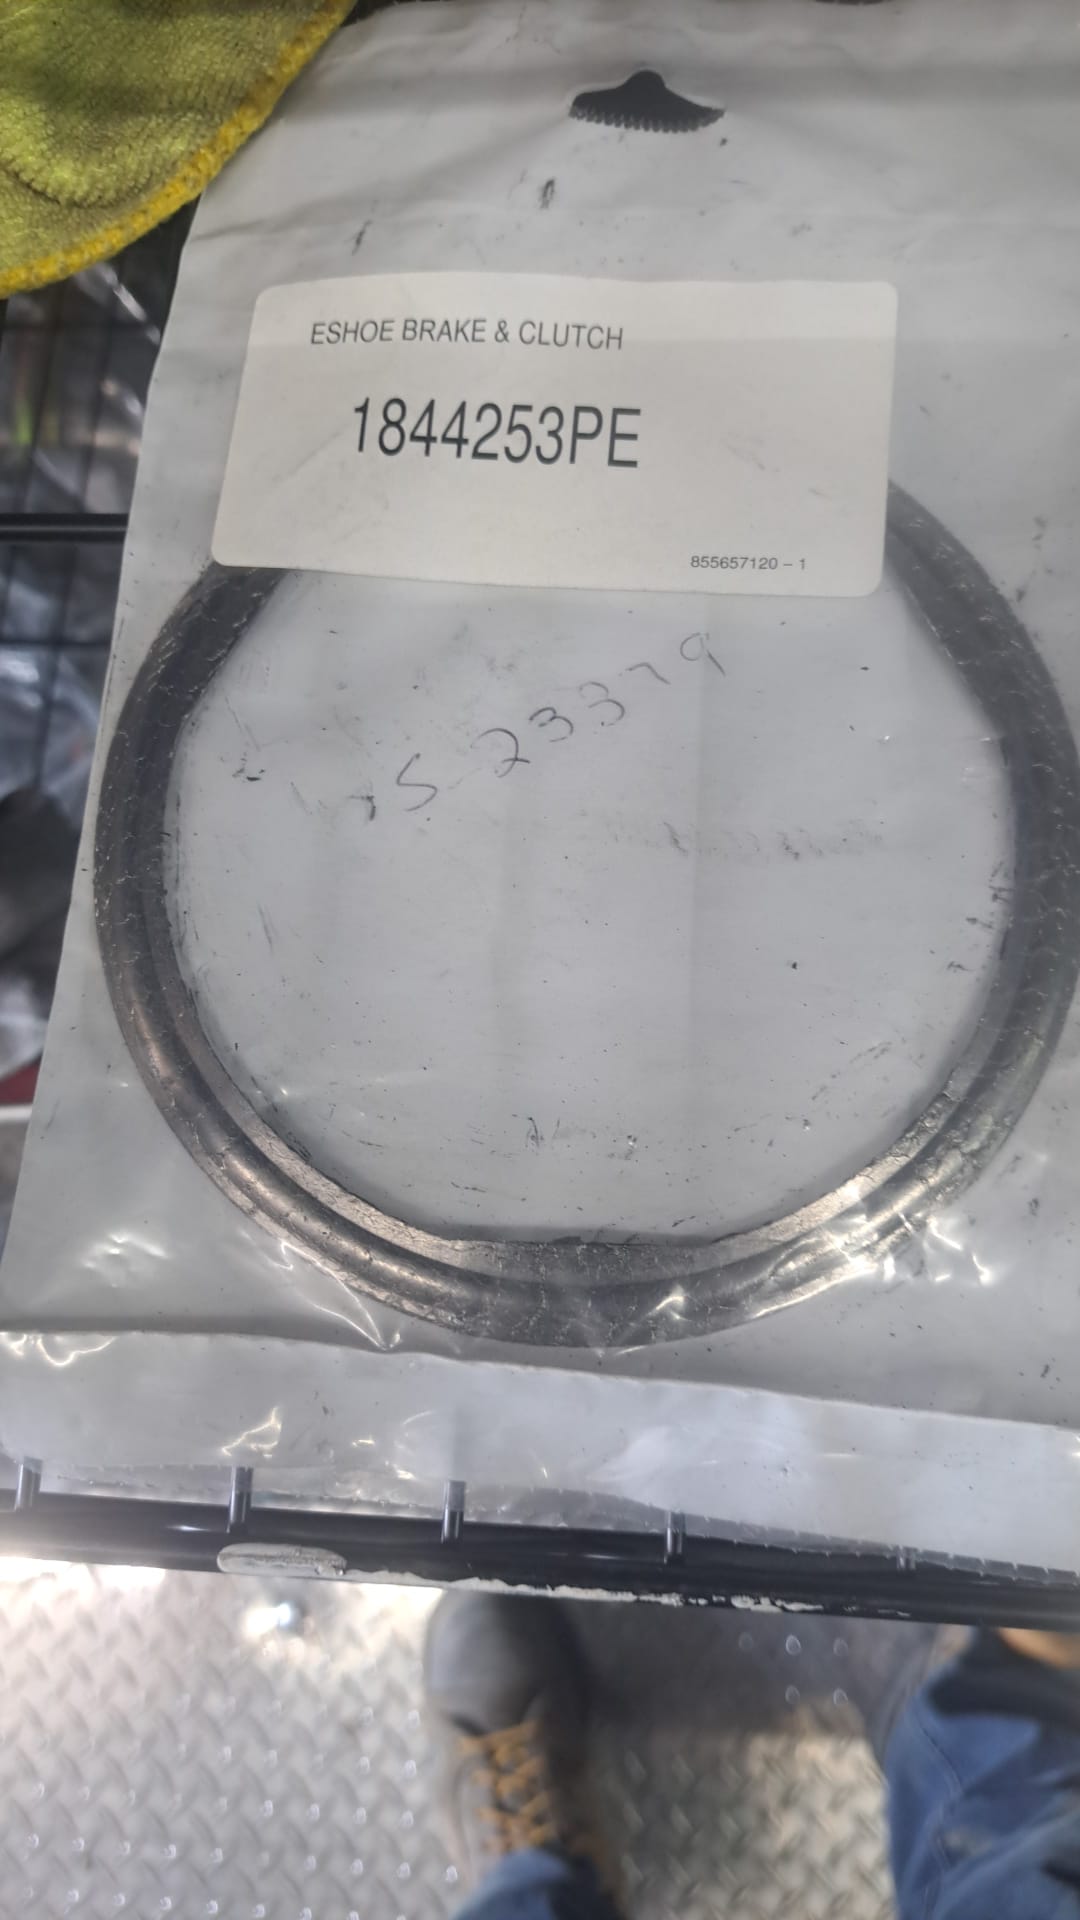 ESHOE BRAKE & CLUTCH
1844253PE
855657120 – 1
S 23379